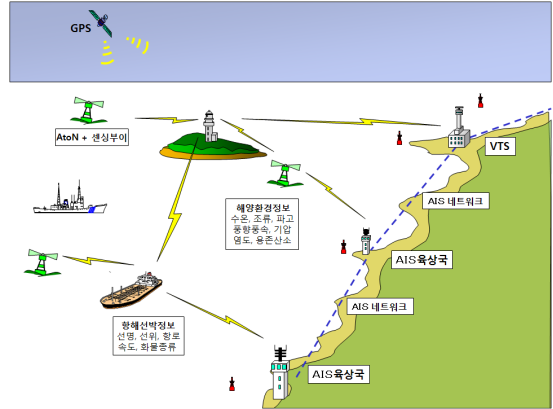 GPS
AtoN + 센싱부이
VTS
해양환경정보
수온, 조류, 파고
풍향풍속, 기압
염도, 용존산소
AIS 네트워크
AIS육상국
AIS 네트워크
항해선박정보
선명, 선위, 항로
속도, 화물종류
AIS육상국